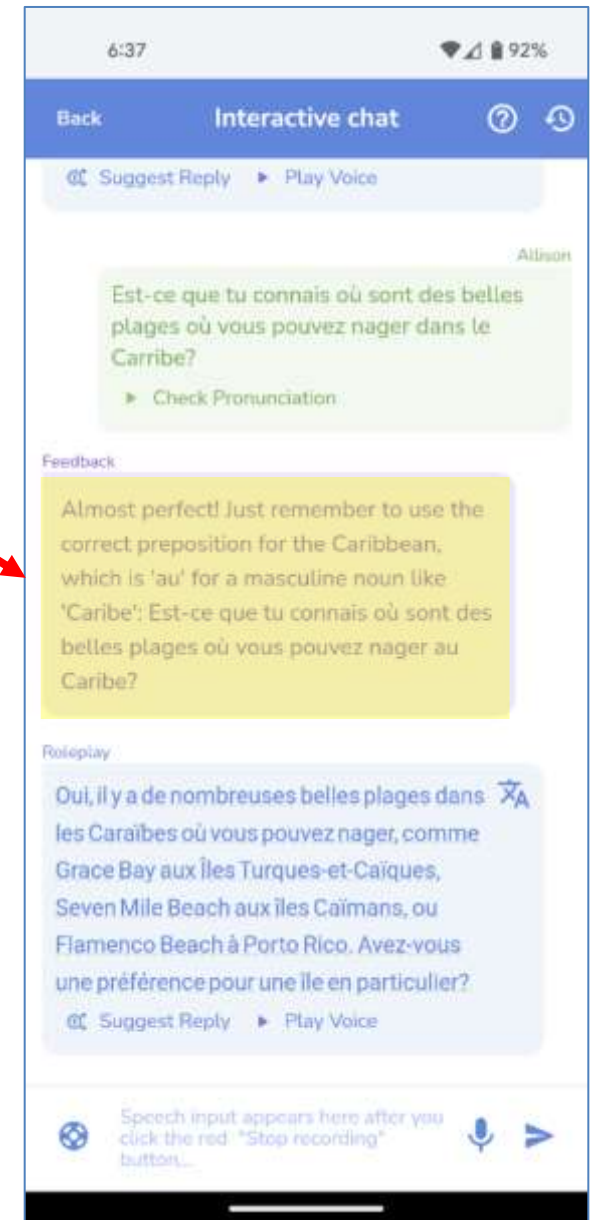 6:37 92%
Back Interactive chat
Suggest Reply Play Voice
Allison
Est-ce que tu connais où sont des belles
plages où vous pouvez nager dans le
Carribe?
Check Pronunciation
Feedback
Almost perfect! Just remember to use the
correct preposition for the Caribbean,
which is 'au' for a masculine noun like
'Caribe': Est-ce que tu connais où sont des
belles plages où vous pouvez nager au
Caribe?
Roleplay
Oui, il y a de nombreuses belles plages dans
les Caraïbes où vous pouvez nager, comme
Grace Bay aux Îles Turques-et-Caïques,
Seven Mile Beach aux îles Caïmans, ou
Flamenco Beach à Porto Rico. Avez-vous
une préférence pour une île en particulier?
Suggest Reply Play Voice
Speech input appears here after you
click the red "Stop recording"
button...